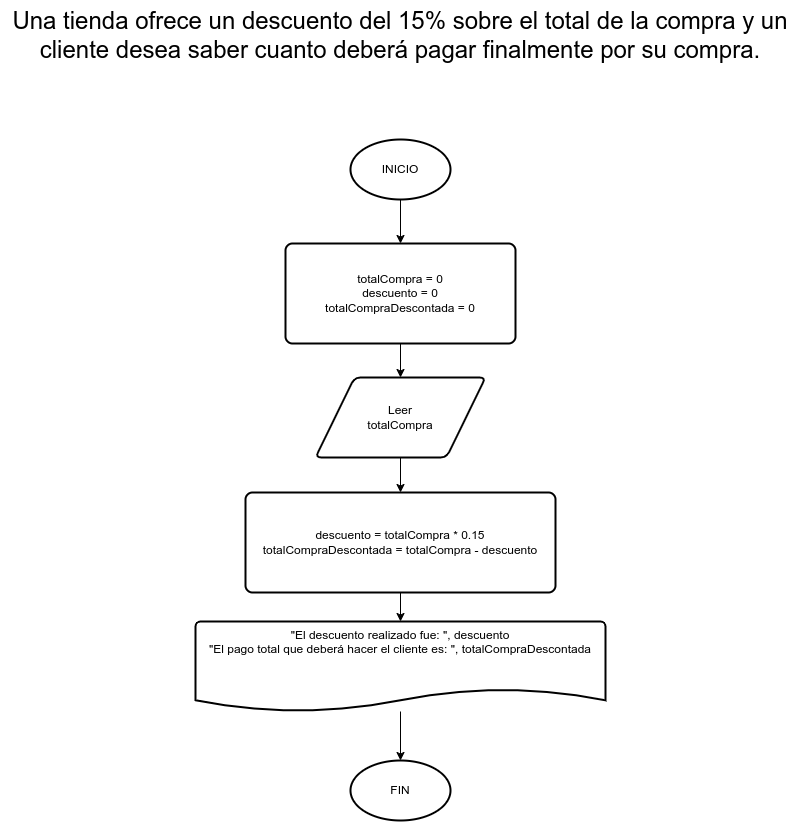 Una tienda ofrece un descuento del 15% sobre el total de la compra y un
cliente desea saber cuanto deberá pagar finalmente por su compra.
INICIO
totalCompra = 0
descuento = 0
totalCompraDescontada = 0
Leer
totalCompra
descuento = totalCompra * 0.15
totalCompraDescontada = totalCompra - descuento
"El descuento realizado fue: ", descuento
"El pago total que deberá hacer el cliente es: ", totalCompraDescontada
FIN